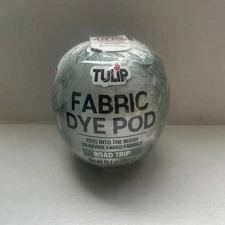 TULIP
FABRIC
DYE POD
TOSS INTO THE WASH
TO REVIVE FADED FABRICS
ROAD TRIP